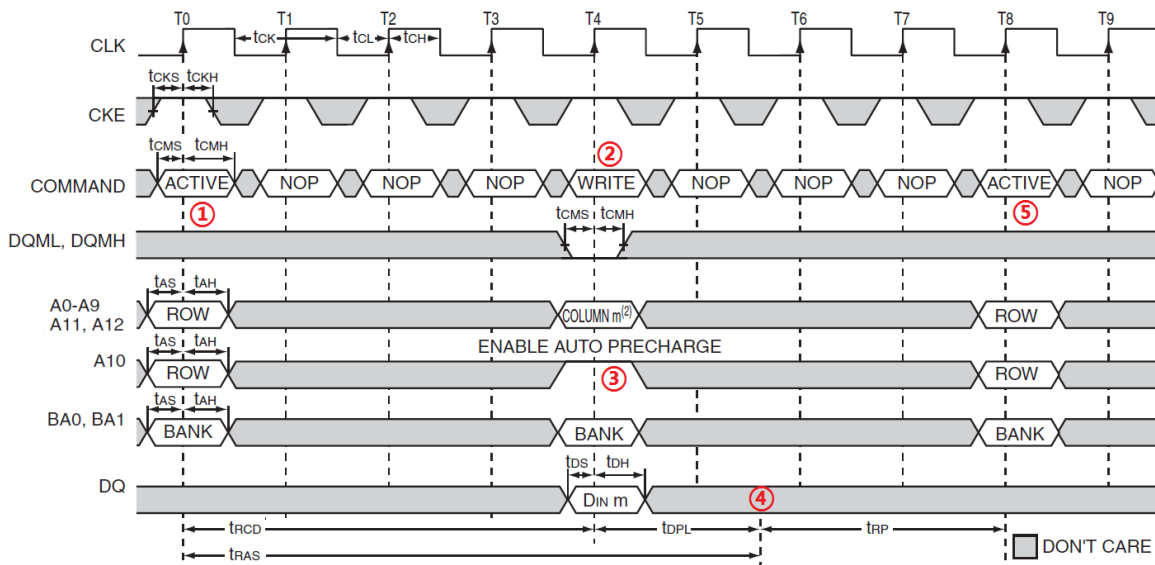 T0 T1 T2 T3 T4 T5 T6 T7 T8 T9
CLK tCK tCL tCH
tCKS tCKH
CKE
tCMS tCMH ②
COMMAND ACTIVE NOP NOP NOP WRITE NOP NOP NOP ACTIVE NOP
① tCMS tCMH ⑤
DQML, DQMH
tAS tAH
A0-A9 ROW COLUMN m(2) ROW
A11, A12
tAS tAH ENABLE AUTO PRECHARGE
A10 ROW ③ ROW
tAS tAH
BA0, BA1 BANK BANK BANK
tDS tDH
DQ DIN m ④
tRCD tDPL tRP
tRAS DON'T CARE